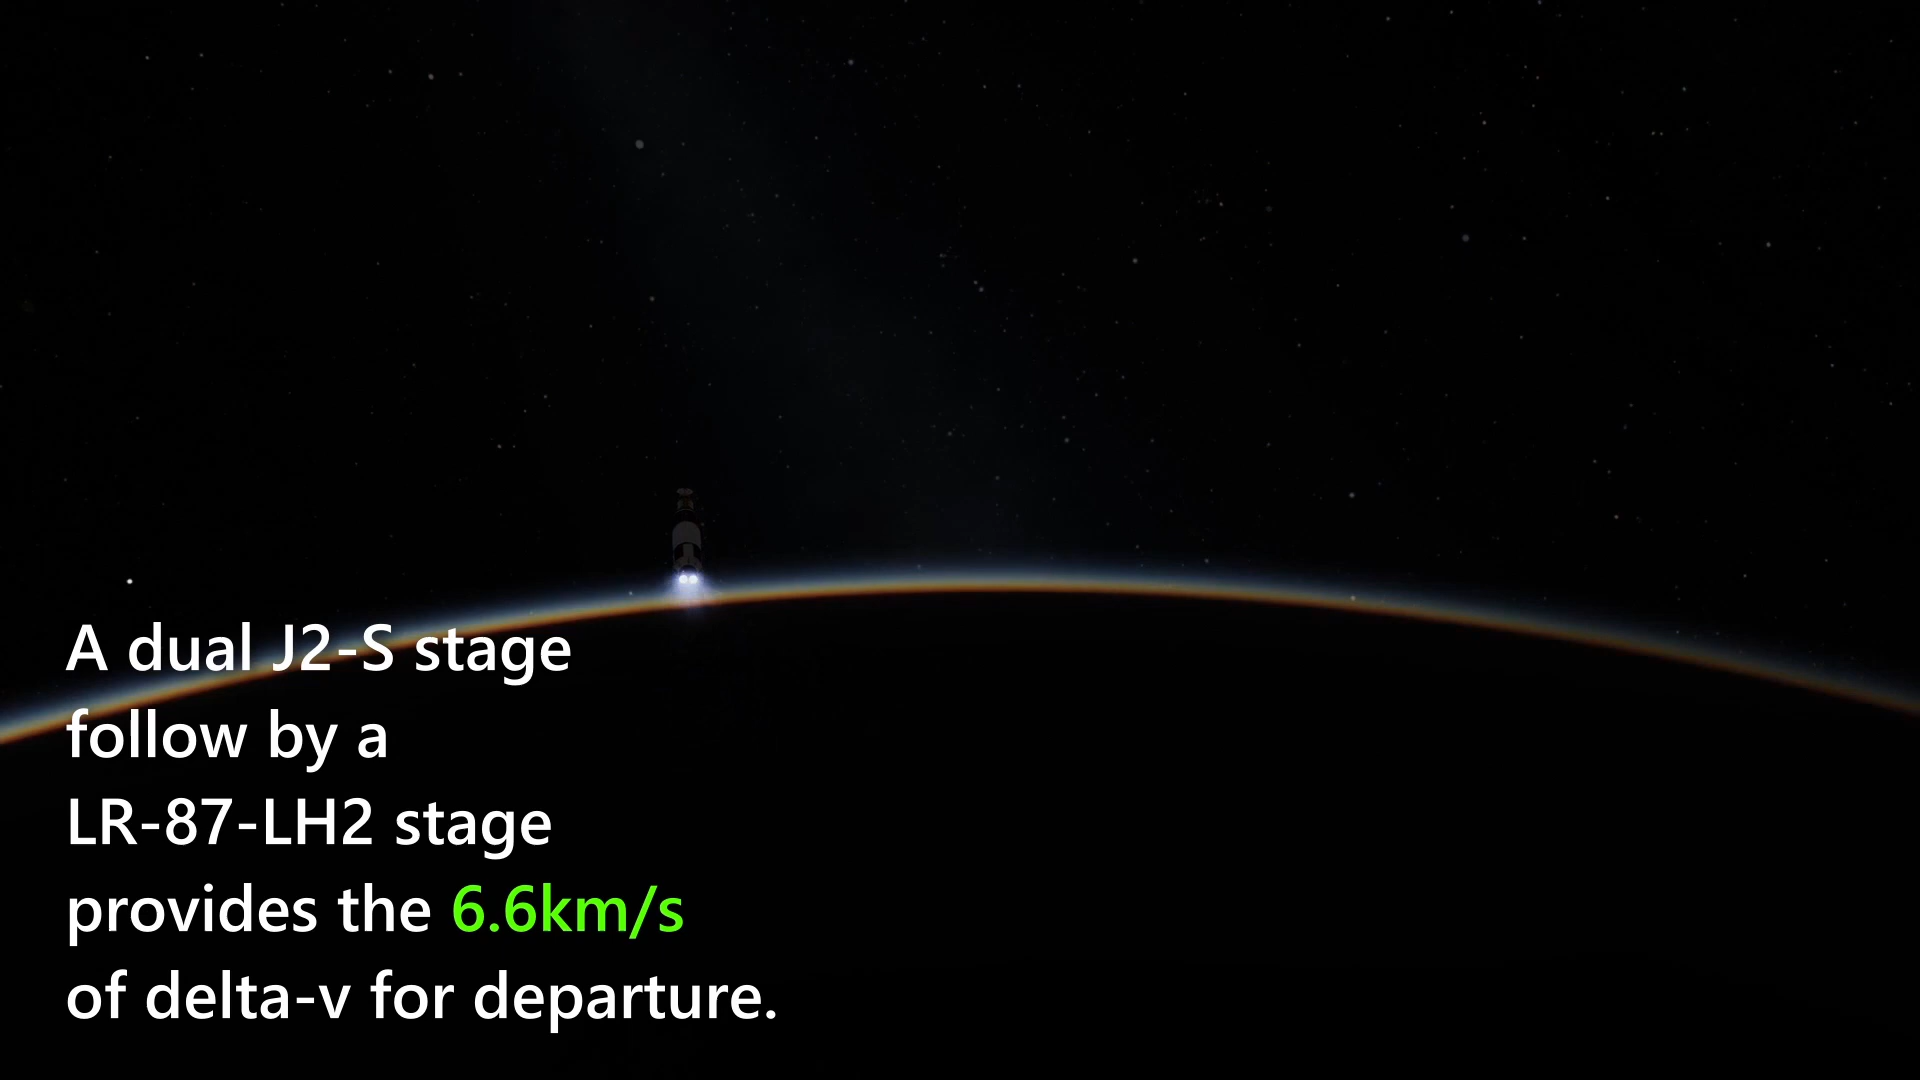 A dual J2-S stage
follow by a
LR-87-LH2 stage
provides the 6.6km/s
of delta-v for departure.